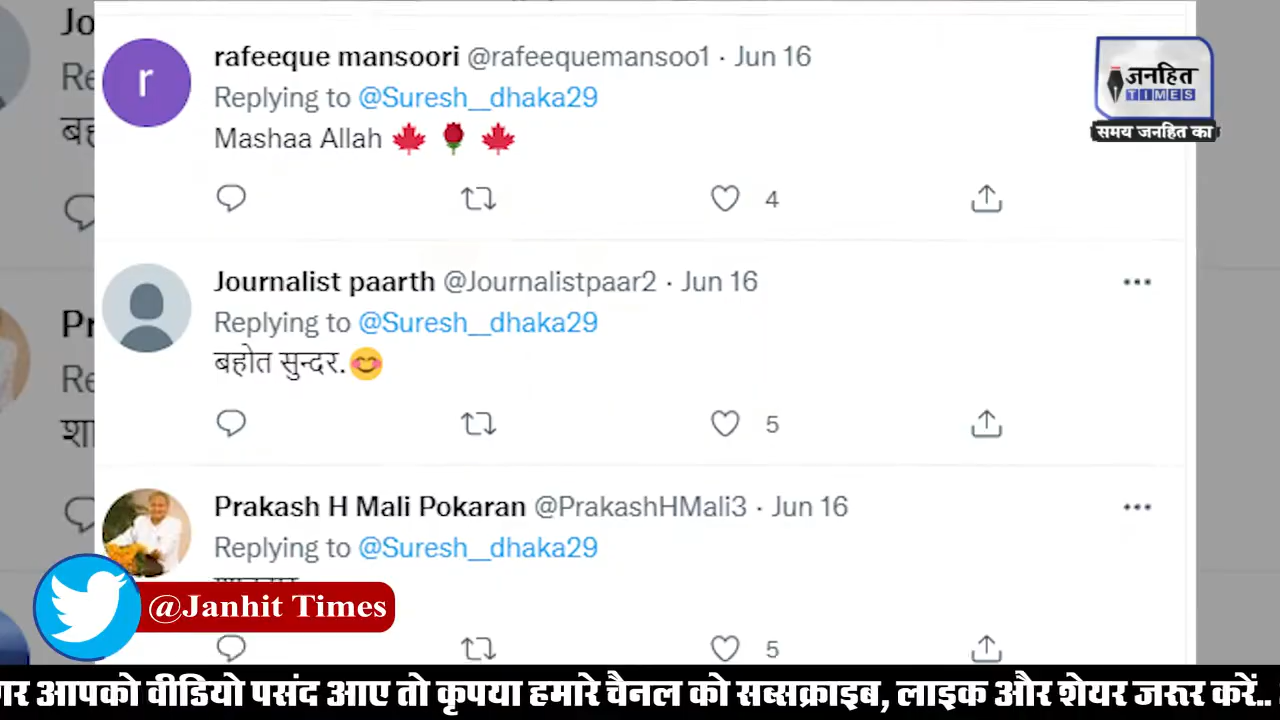 rafeeque mansoori @rafeequemansoo1 · Jun 16
Replying to @Suresh__dhaka29
Mashaa Allah 🍁 🌹 🍁
4
जनहित
TIMES
समय जनहित का
Journalist paarth @Journalistpaar2 · Jun 16
Replying to @Suresh__dhaka29
बहोत सुन्दर.😊
5
Prakash H Mali Pokaran @PrakashHMali3 · Jun 16
Replying to @Suresh__dhaka29
5
@Janhit Times
आपको वीडियो पसंद आए तो कृपया हमारे चैनल को सब्सक्राइब, लाइक और शेयर जरूर करें..